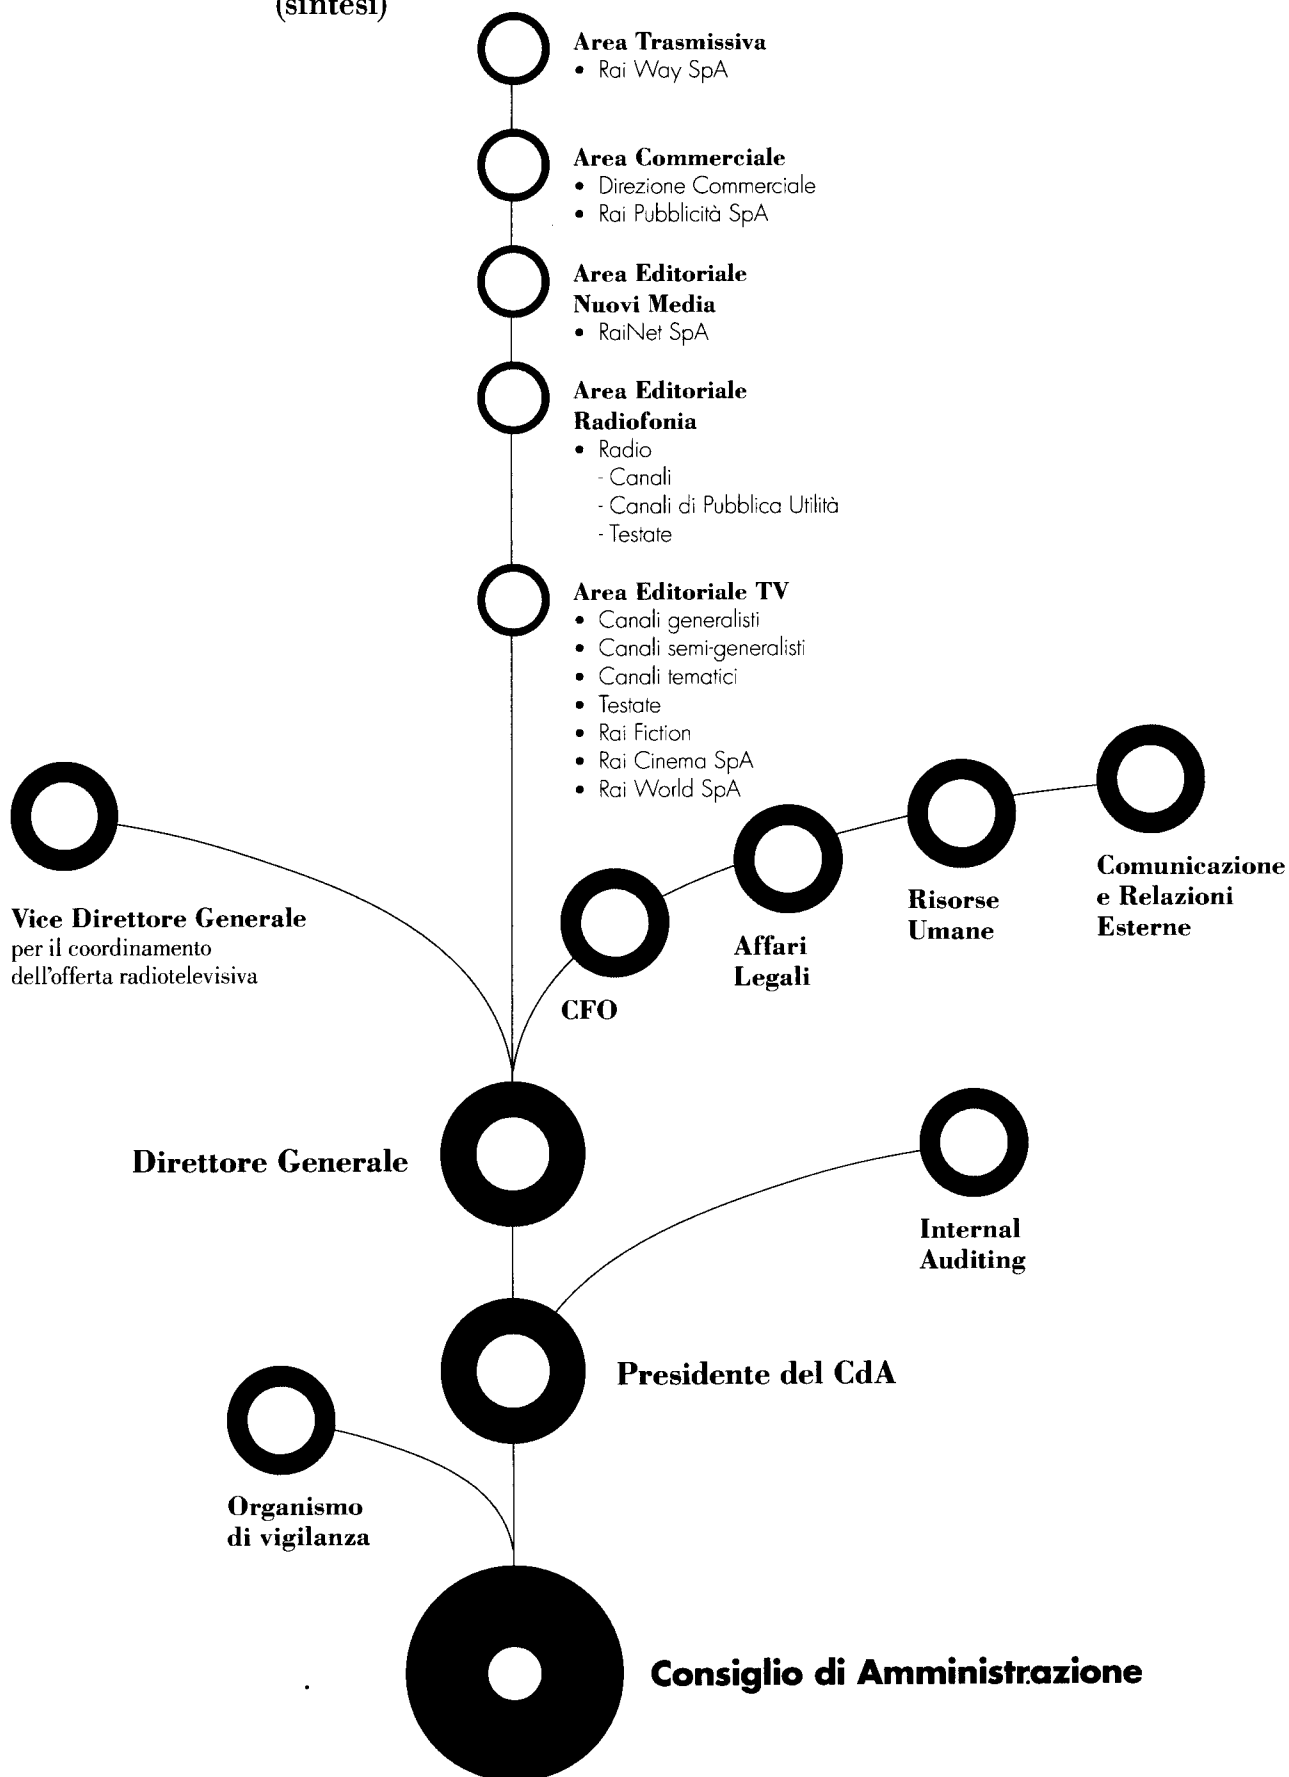 (sintesi)
Area Trasmissiva
• Rai Way SpA
Area Commerciale
• Direzione Commerciale
• Rai Pubblicità SpA
Area Editoriale
Nuovi Media
• RaiNet SpA
Area Editoriale
Radiofonia
• Radio
- Canali
- Canali di Pubblica Utilità
- Testate
Area Editoriale TV
• Canali generalisti
• Canali semi-generalisti
• Canali tematici
• Testate
• Rai Fiction
• Rai Cinema SpA
• Rai World SpA
Vice Direttore Generale
per il coordinamento
dell'offerta radiotelevisiva
CFO
Affari
Legali
Risorse
Umane
Comunicazione
e Relazioni
Esterne
Direttore Generale
Internal
Auditing
Presidente del CdA
Organismo
di vigilanza
Consiglio di Amministrazione